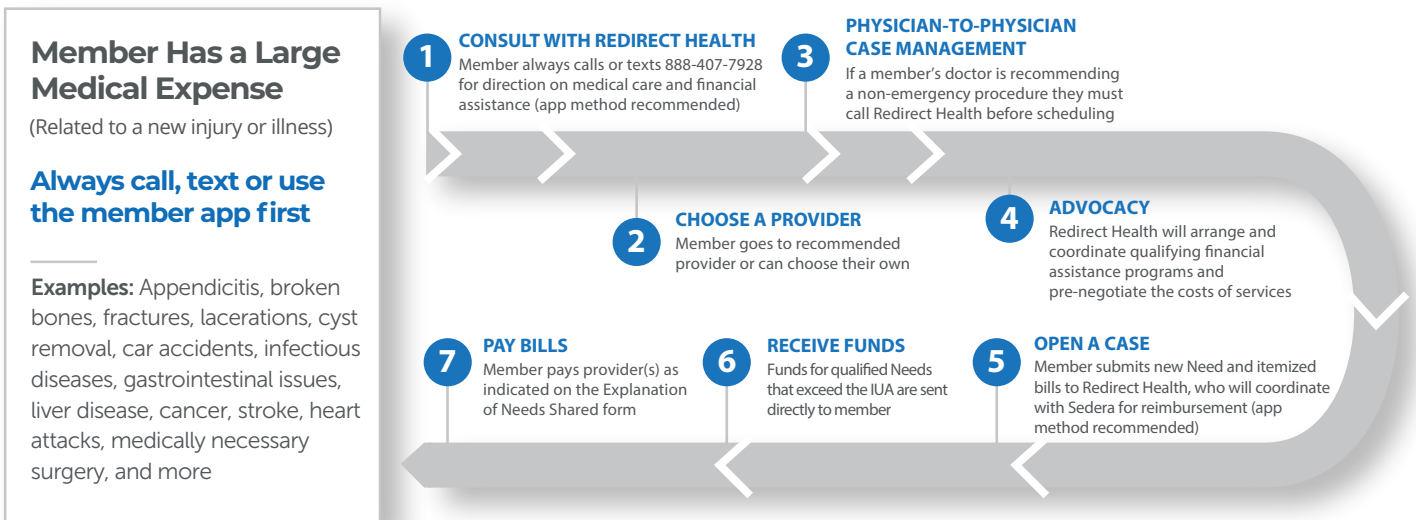 Member Has a Large
Medical Expense
(Related to a new injury or illness)
Always call, text or use
the member app first
Examples: Appendicitis, broken
bones, fractures, lacerations, cyst
removal, car accidents, infectious
diseases, gastrointestinal issues,
liver disease, cancer, stroke, heart
attacks, medically necessary
surgery, and more
1
CONSULT WITH REDIRECT HEALTH
Member always calls or texts 888-407-7928
for direction on medical care and financial
assistance (app method recommended)
2
CHOOSE A PROVIDER
Member goes to recommended
provider or can choose their own
3
PHYSICIAN-TO-PHYSICIAN
CASE MANAGEMENT
If a member's doctor is recommending
a non-emergency procedure they must
call Redirect Health before scheduling
4
ADVOCACY
Redirect Health will arrange and
coordinate qualifying financial
assistance programs and
pre-negotiate the costs of services
5
OPEN A CASE
Member submits new Need and itemized
bills to Redirect Health, who will coordinate
with Sedera for reimbursement (app
method recommended)
6
RECEIVE FUNDS
Funds for qualified Needs
that exceed the IUA are sent
directly to member
7
PAY BILLS
Member pays provider(s) as
indicated on the Explanation
of Needs Shared form